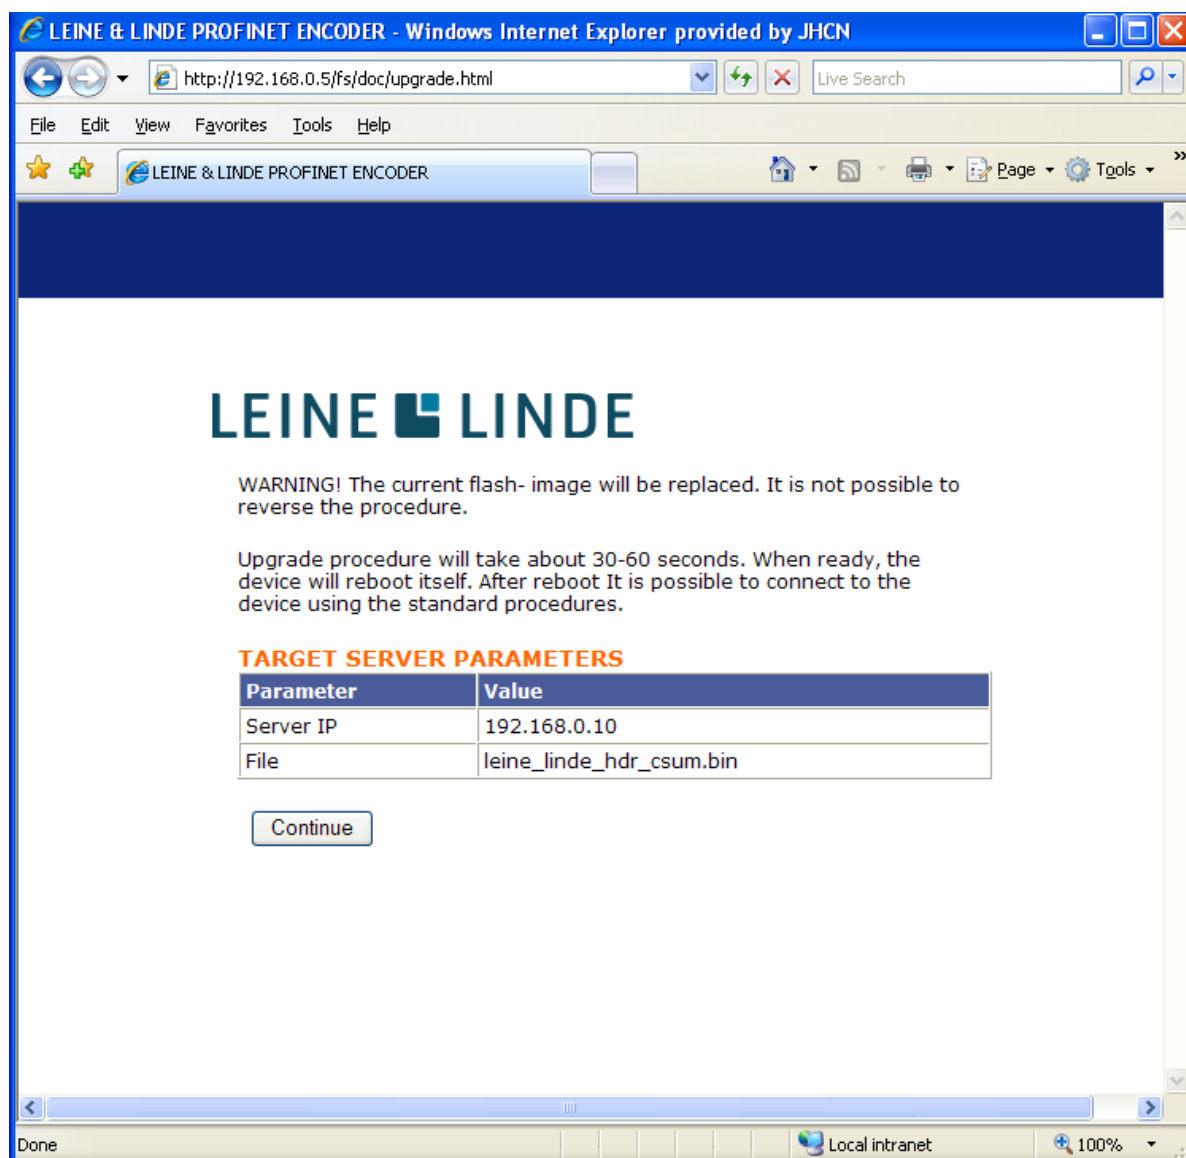 LEINE & LINDE PROFINET ENCODER - Windows Internet Explorer provided by JHCN
http://192.168.0.5/fs/doc/upgrade.html
Live Search
File Edit View Favorites Tools Help
LEINE & LINDE PROFINET ENCODER
Page Tools »
LEINE LINDE
WARNING! The current flash- image will be replaced. It is not possible to
reverse the procedure.
Upgrade procedure will take about 30-60 seconds. When ready, the
device will reboot itself. After reboot It is possible to connect to the
device using the standard procedures.
TARGET SERVER PARAMETERS
Parameter Value
Server IP 192.168.0.10
File leine_linde_hdr_csum.bin
Continue
Done Local intranet 100%